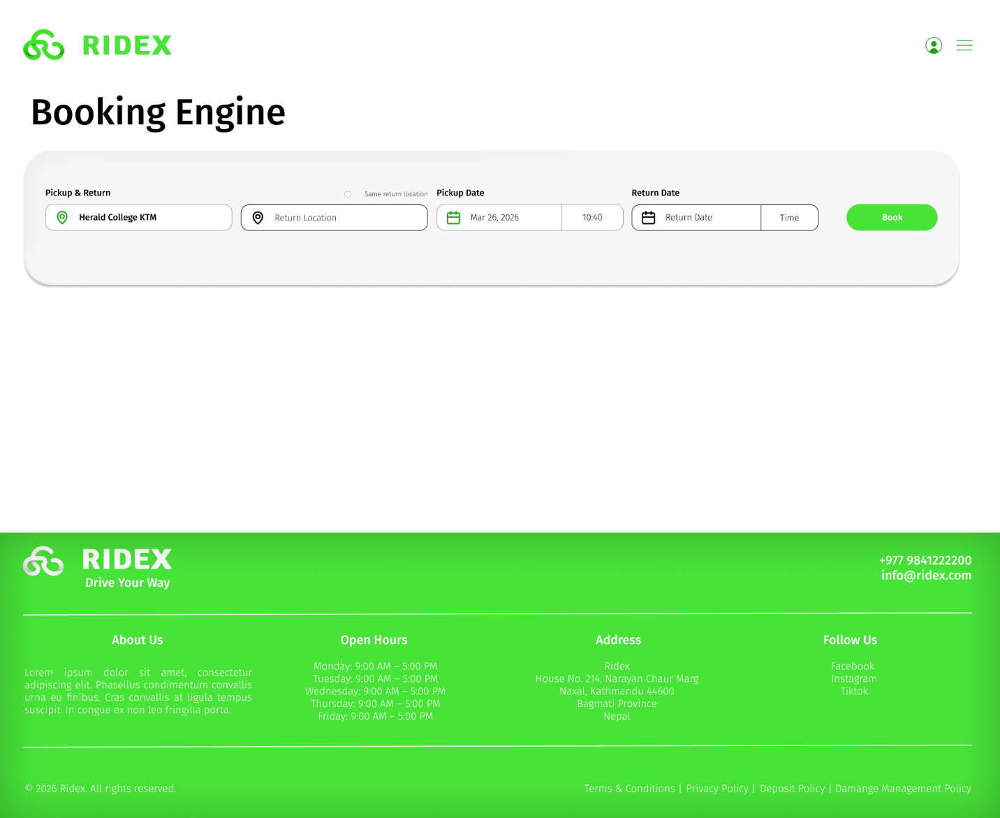 RIDEX
Booking Engine
Pickup & Return
Same return location
Pickup Date
Return Date
Herald College KTM
Return Location
Mar 26, 2026
10:40
Return Date
Time
Book
RIDEX
Drive Your Way
+977 9841222200
info@ridex.com
About Us
Lorem ipsum dolor sit amet, consectetur
adipiscing elit. Phasellus condimentum convallis
urna eu finibus. Cras convallis at ligula tempus
suscipit. In congue ex non leo fringilla porta.
Open Hours
Monday: 9:00 AM – 5:00 PM
Tuesday: 9:00 AM – 5:00 PM
Wednesday: 9:00 AM – 5:00 PM
Thursday: 9:00 AM – 5:00 PM
Friday: 9:00 AM – 5:00 PM
Address
Ridex
House No. 214, Narayan Chaur Marg
Naxal, Kathmandu 44600
Bagmati Province
Nepal
Follow Us
Facebook
Instagram
Tiktok
© 2026 Ridex. All rights reserved.
Terms & Conditions | Privacy Policy | Deposit Policy | Damange Management Policy